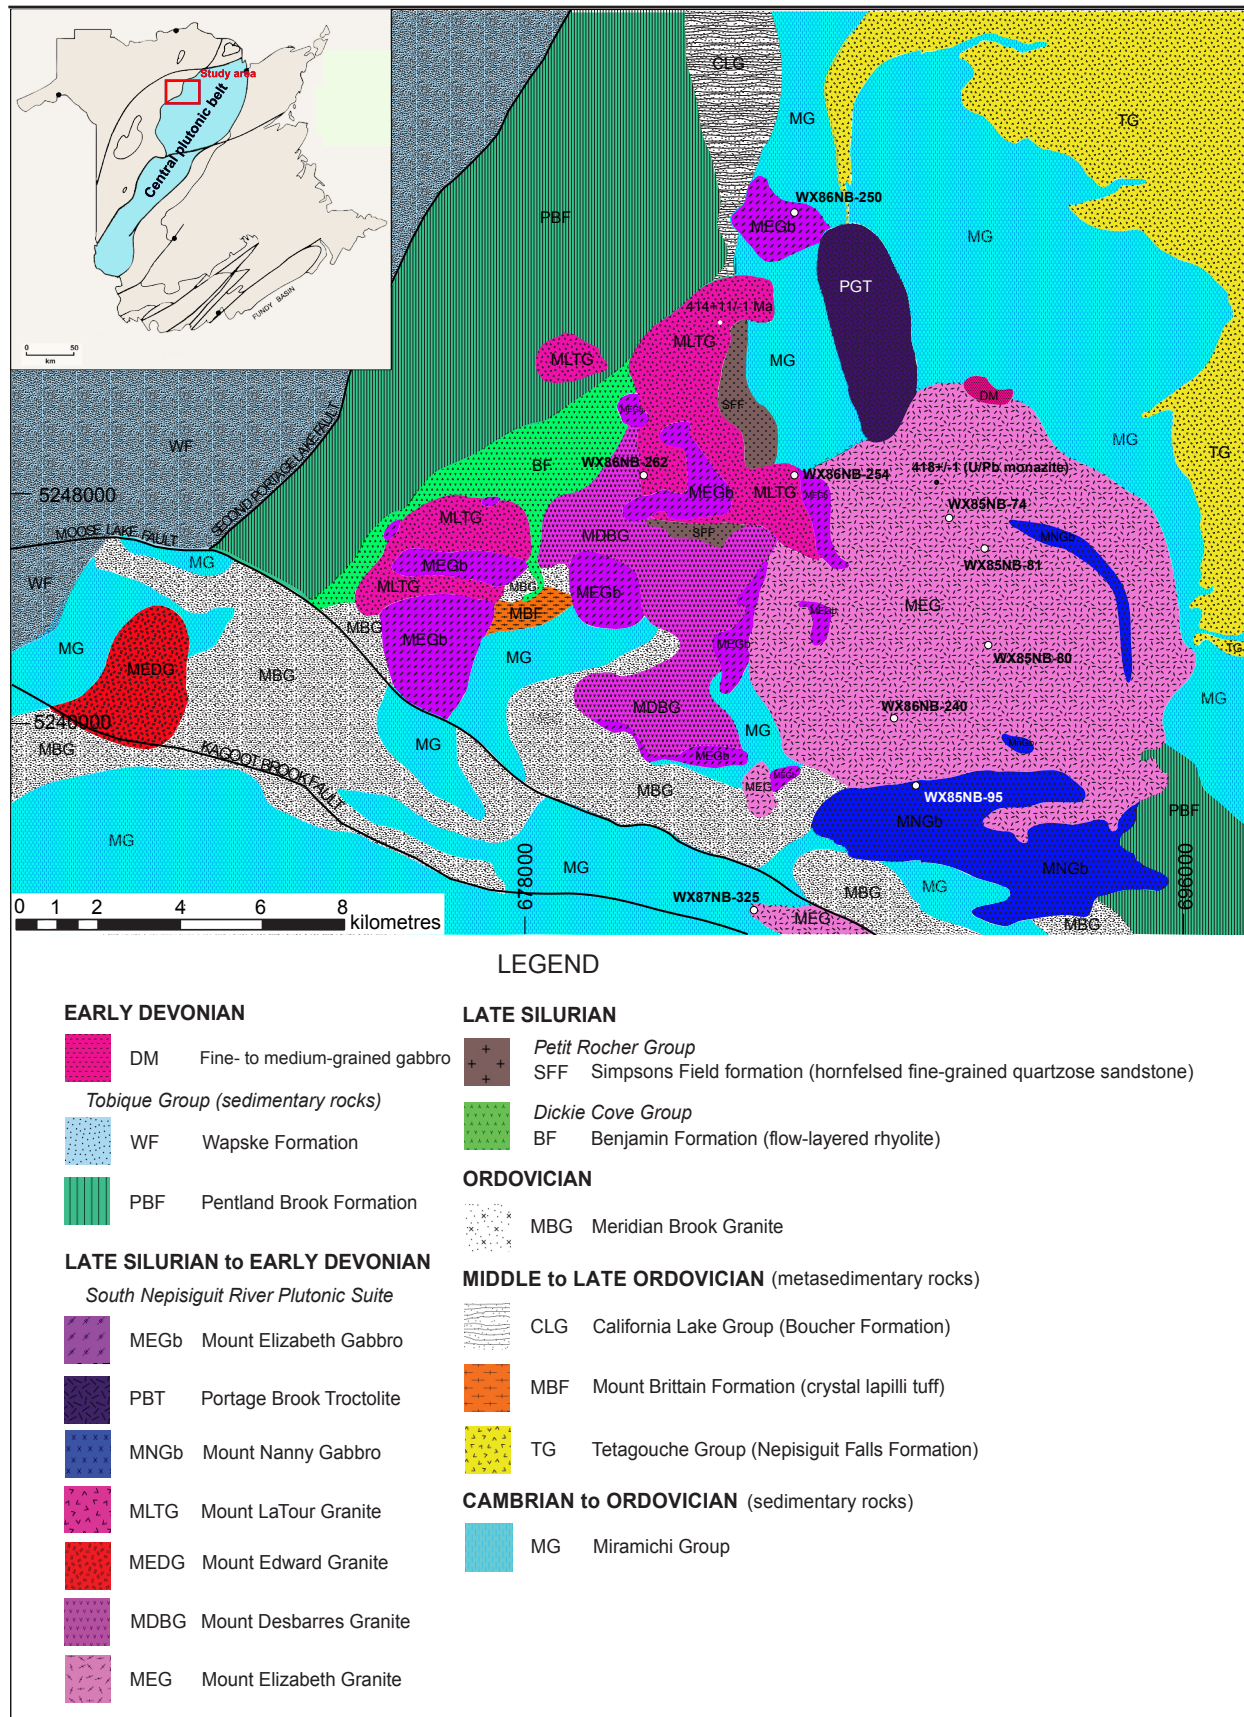 Study area
Central plutonic belt
FUNDY BASIN
0 50
km
CLG
MG
TG
WX86NB-250
PBF
MEGb
MG
PGT
414+11/-1 Ma
MLTG
MLTG
MG
SFF
DM
MEGb
MG
WF
SECOND PORTAGE LAKE FAULT
BF
WX86NB-262
WX86NB-254
418+/-1 (U/Pb monazite)
TG
5248000
MEGb
MLTG
MEGb
WX85NB-74
MLTG
MOOSE LAKE FAULT
MDBG
SFF
MNGb
MG
WX85NB-81
WF
MEGb
MLTG
MBG
MEGb
MEG
MBF
MEGb
MBG
MG
MEGb
MEGb
MG
WX85NB-80
TG
MEDG
MBG
MG
MDBG
WX86NB-240
5240000
MBG
MBG
KAGOOT BROOK FAULT
MG
MG
MEGb
MNGb
MEG
MEGb
MBG
WX85NB-95
PBF
MG
MNGb
678000
MG
MNGb
696000
WX87NB-325
MBG
MG
MEG
MBG
0 1 2 4 6 8
kilometres
LEGEND
EARLY DEVONIAN
DM Fine- to medium-grained gabbro
Tobique Group (sedimentary rocks)
WF Wapske Formation
PBF Pentland Brook Formation
LATE SILURIAN to EARLY DEVONIAN
South Nepisiguit River Plutonic Suite
MEGb Mount Elizabeth Gabbro
PBT Portage Brook Troctolite
MNGb Mount Nanny Gabbro
MLTG Mount LaTour Granite
MEDG Mount Edward Granite
MDBG Mount Desbarres Granite
MEG Mount Elizabeth Granite
LATE SILURIAN
Petit Rocher Group
SFF Simpsons Field formation (hornfelsed fine-grained quartzose sandstone)
Dickie Cove Group
BF Benjamin Formation (flow-layered rhyolite)
ORDOVICIAN
MBG Meridian Brook Granite
MIDDLE to LATE ORDOVICIAN (metasedimentary rocks)
CLG California Lake Group (Boucher Formation)
MBF Mount Brittain Formation (crystal lapilli tuff)
TG Tetagouche Group (Nepisiguit Falls Formation)
CAMBRIAN to ORDOVICIAN (sedimentary rocks)
MG Miramichi Group